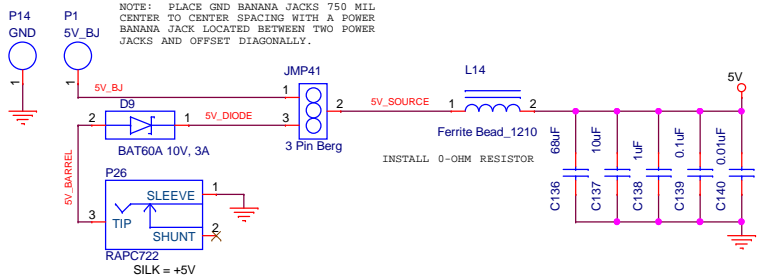 NOTE: PLACE GND BANANA JACKS 750 MIL
CENTER TO CENTER SPACING WITH A POWER
BANANA JACK LOCATED BETWEEN TWO POWER
JACKS AND OFFSET DIAGONALLY.
P14
GND
1
P1
5V_BJ
1
5V_BJ
JMP41
1
2
3
3 Pin Berg
D9
2
1
5V_DIODE
BAT60A 10V, 3A
5V_BARREL
P26
SLEEVE
1
TIP
3
SHUNT
2
RAPC722
SILK = +5V
5V_SOURCE
L14
1
2
Ferrite Bead_1210
INSTALL 0-OHM RESISTOR
5V
68uF
C136
10uF
C137
1uF
C138
0.1uF
C139
0.01uF
C140